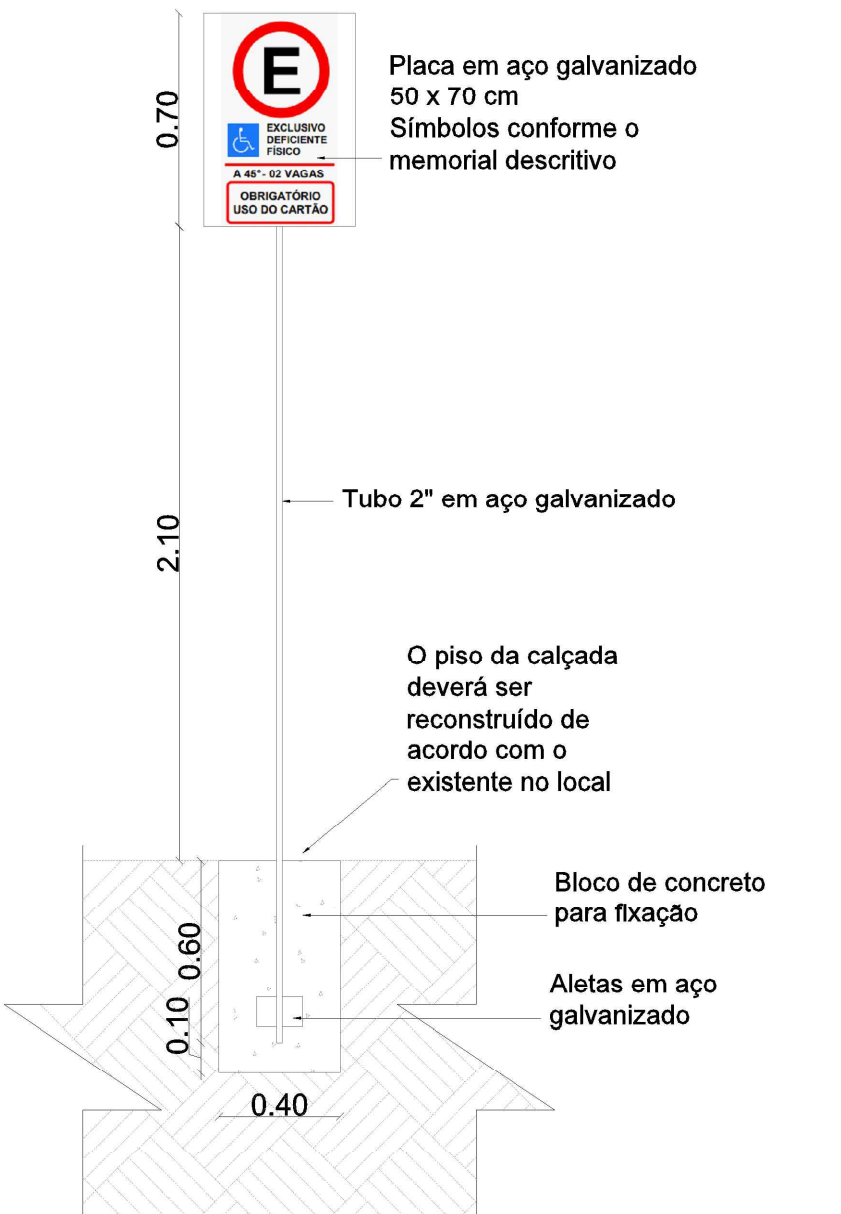 0.70
E
EXCLUSIVO
DEFICIENTE
FÍSICO
A 45°- 02 VAGAS
OBRIGATÓRIO
USO DO CARTÃO
Placa em aço galvanizado
50 x 70 cm
Símbolos conforme o
memorial descritivo
2.10
Tubo 2" em aço galvanizado
O piso da calçada
deverá ser
reconstruído de
acordo com o
existente no local
0.60
Bloco de concreto
para fixação
0.10
Aletas em aço
galvanizado
0.40